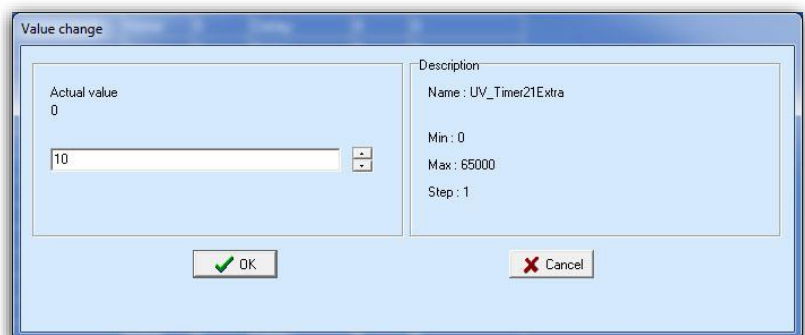 Value change
Actual value
0
10
Description
Name : UV_Timer21Extra
Min : 0
Max : 65000
Step : 1
OK
Cancel